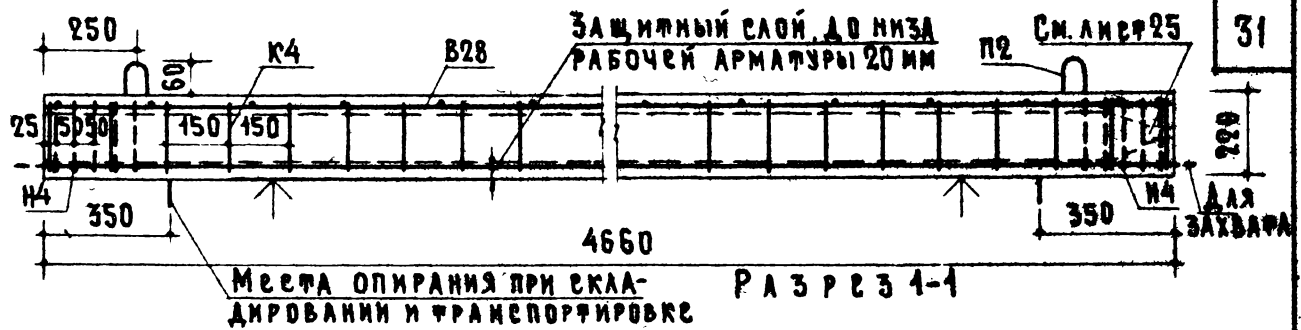 250
60
К4
В28
Защитный слой до низа
рабочей арматуры 20 мм
П2
См. лист 25
31
25
50 50
150 150
220
Н4
350
Н4
350
Для
захвата
4660
Места опирания при скла-
дировании и транспортировке
Разрез 1-1